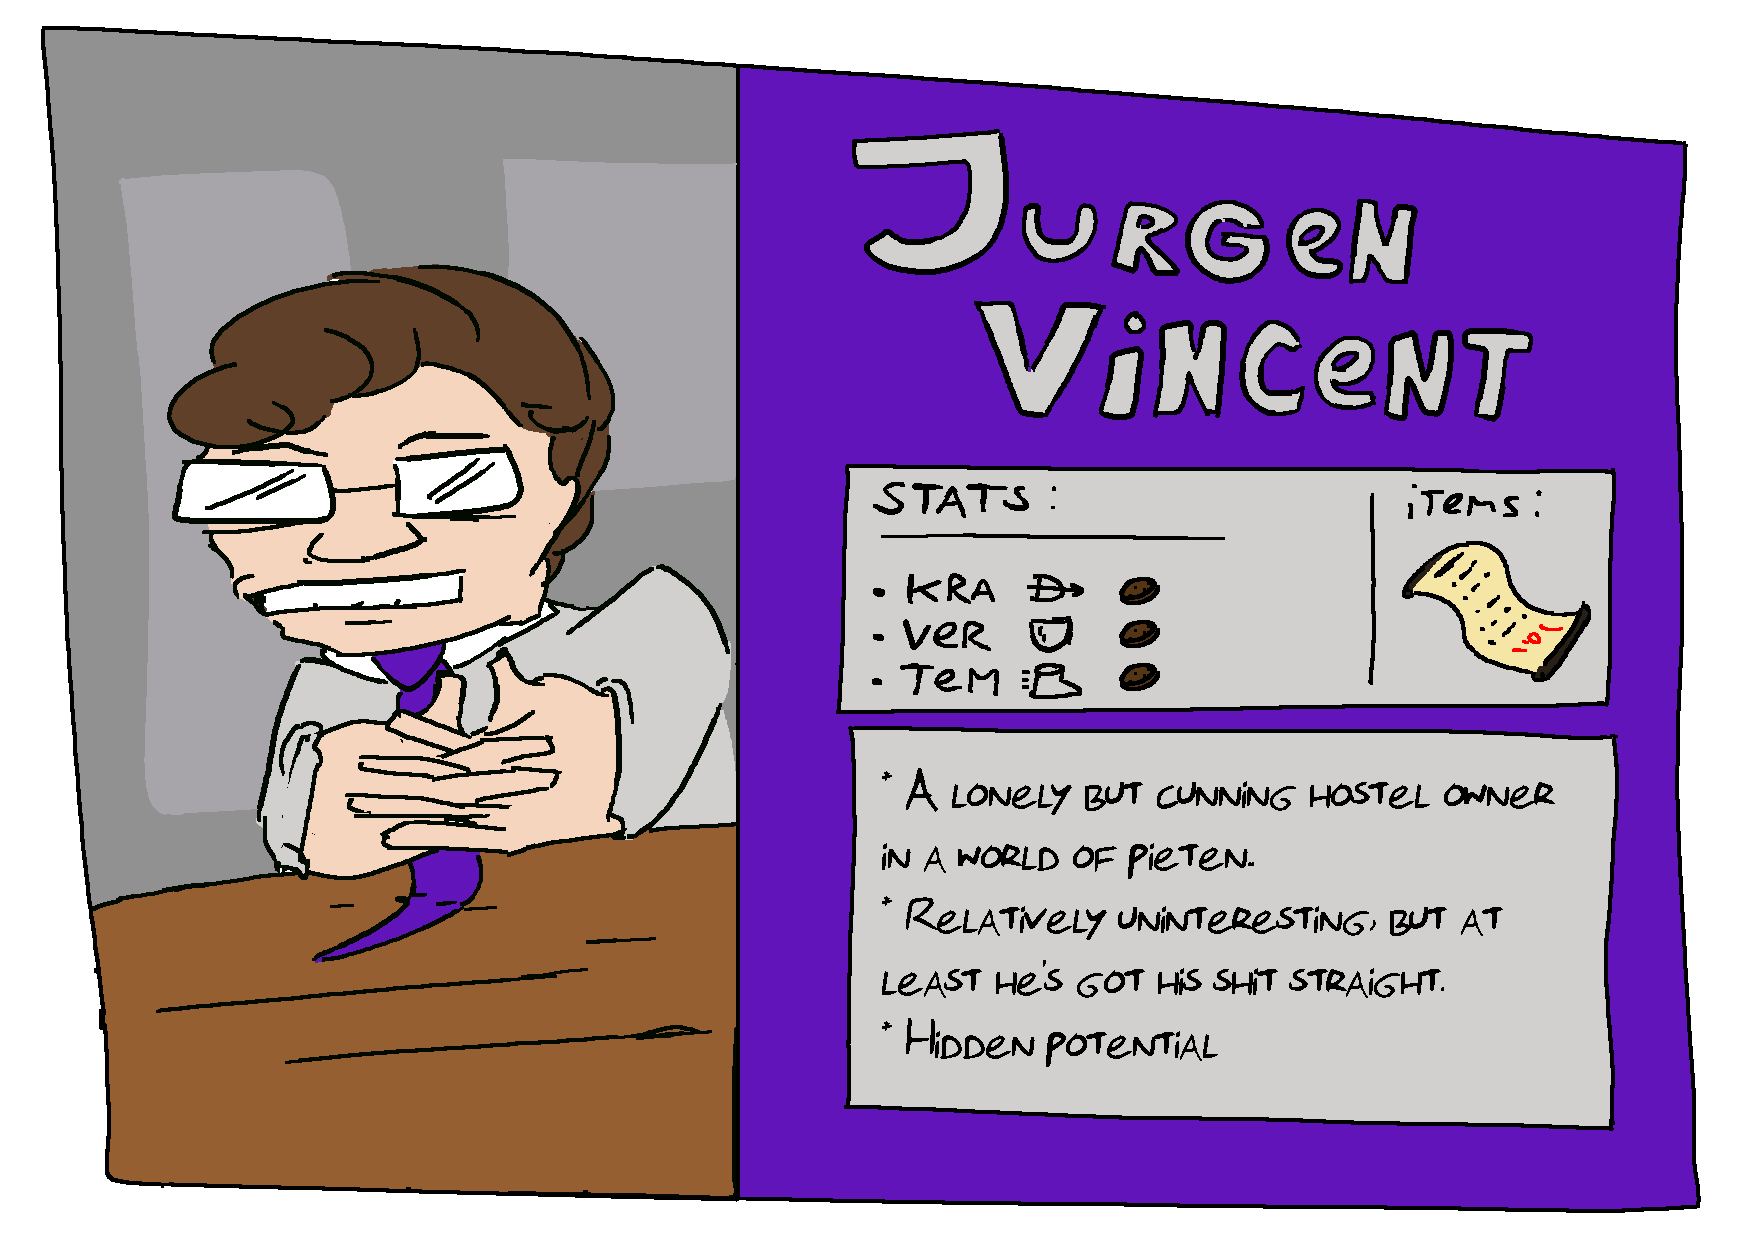 JURGEN
VINCENT
STATS:
items:
• KRA
• VER
• TEM
* A lonely but cunning hostel owner
in a world of Pieten.
* Relatively uninteresting, but at
least he's got his shit straight.
* Hidden potential